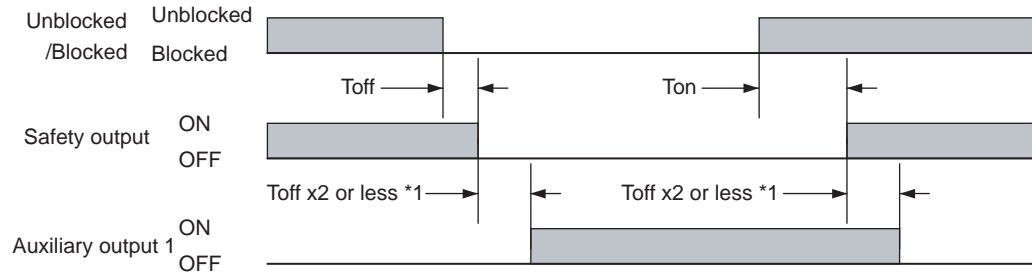 Unblocked
/Blocked
Unblocked
Blocked
Toff
Ton
Safety output
ON
OFF
Toff x2 or less *1
Toff x2 or less *1
Auxiliary output 1
ON
OFF